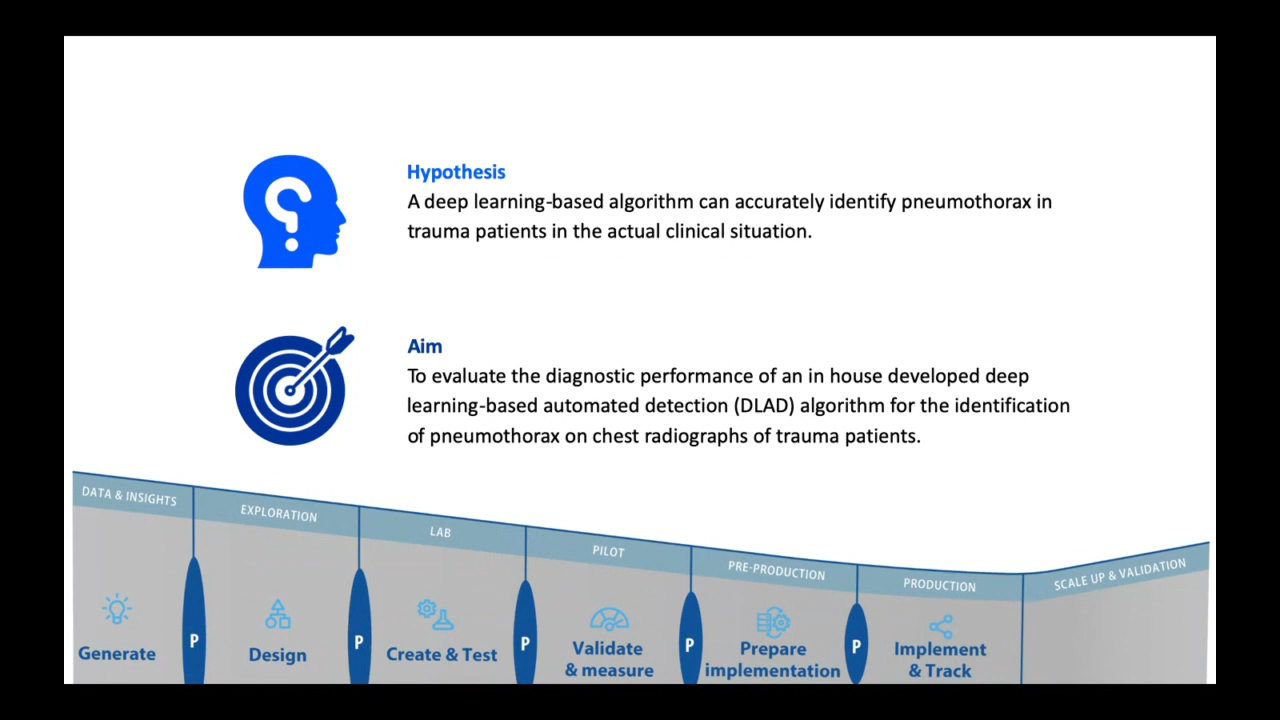 Hypothesis
A deep learning-based algorithm can accurately identify pneumothorax in
trauma patients in the actual clinical situation.
Aim
To evaluate the diagnostic performance of an in house developed deep
learning-based automated detection (DLAD) algorithm for the identification
of pneumothorax on chest radiographs of trauma patients.
DATA & INSIGHTS
EXPLORATION
LAB
PILOT
PRE-PRODUCTION
PRODUCTION
SCALE UP & VALIDATION
Generate
P
Design
P
Create & Test
P
Validate
& measure
P
Prepare
implementation
P
Implement
& Track